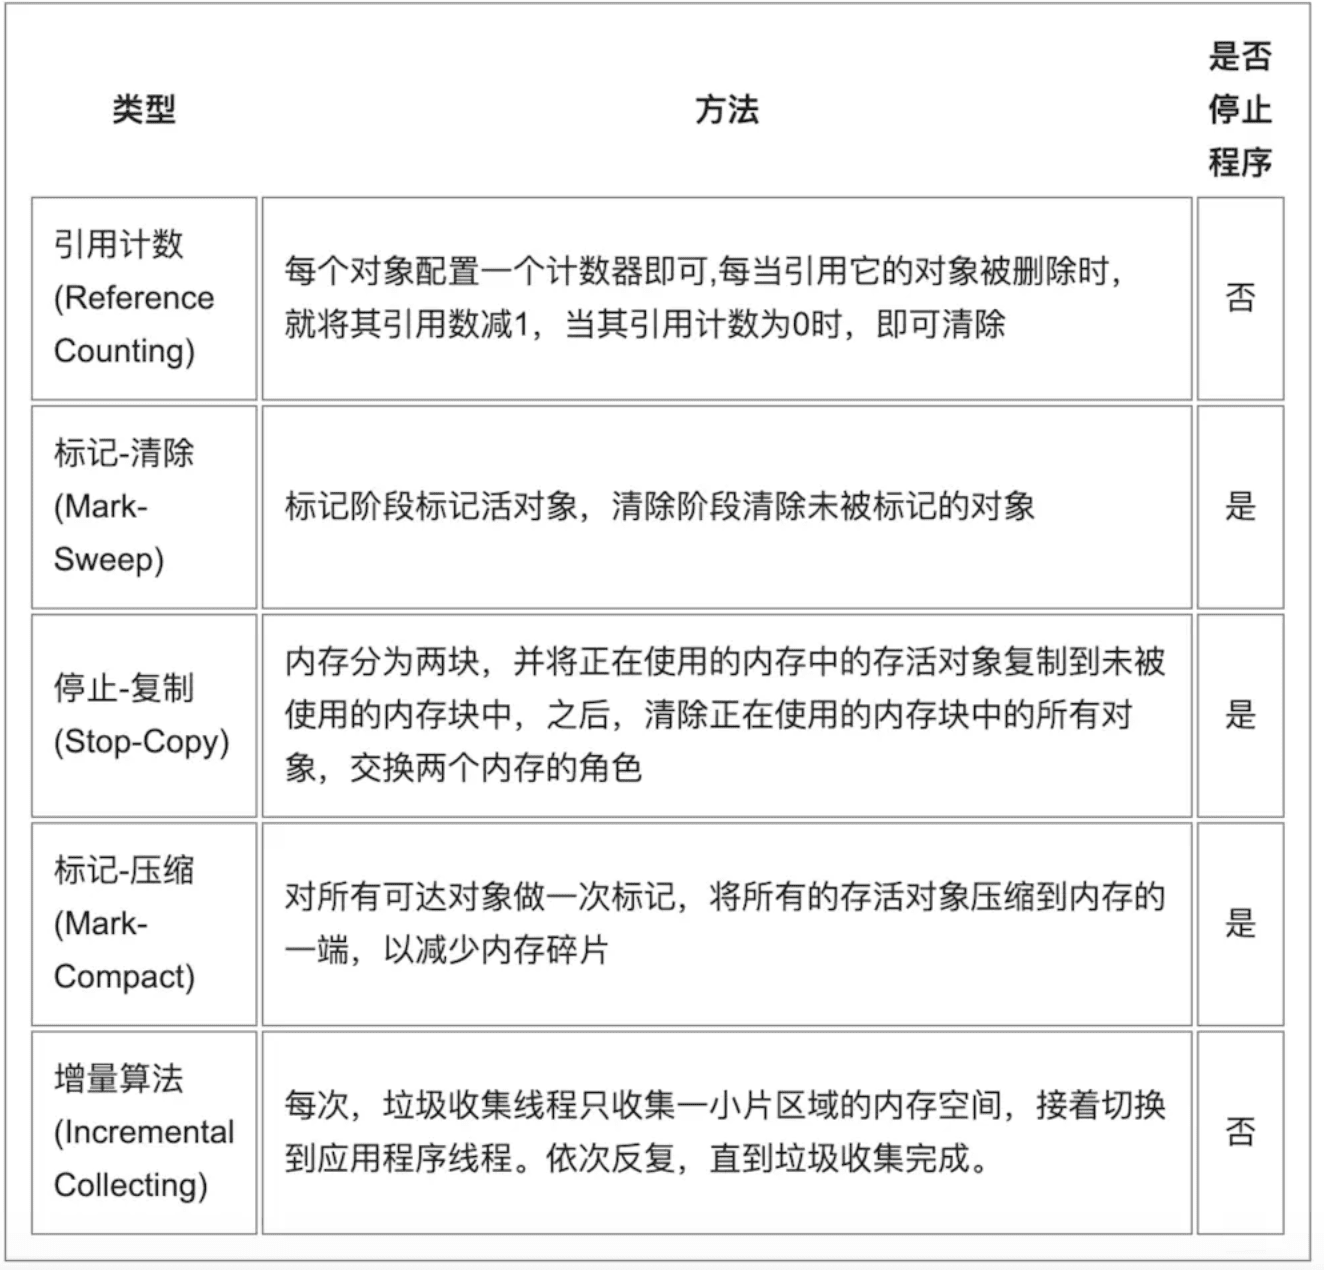 类型
方法
是否
停止
程序
引用计数
(Reference
Counting)
每个对象配置一个计数器即可,每当引用它的对象被删除时，
就将其引用数减1，当其引用计数为0时，即可清除
否
标记-清除
(Mark-
Sweep)
标记阶段标记活对象，清除阶段清除未被标记的对象
是
停止-复制
(Stop-Copy)
内存分为两块，并将正在使用的内存中的存活对象复制到未被
使用的内存块中，之后，清除正在使用的内存块中的所有对
象，交换两个内存的角色
是
标记-压缩
(Mark-
Compact)
对所有可达对象做一次标记，将所有的存活对象压缩到内存的
一端，以减少内存碎片
是
增量算法
(Incremental
Collecting)
每次，垃圾收集线程只收集一小片区域的内存空间，接着切换
到应用程序线程。依次反复，直到垃圾收集完成。
否